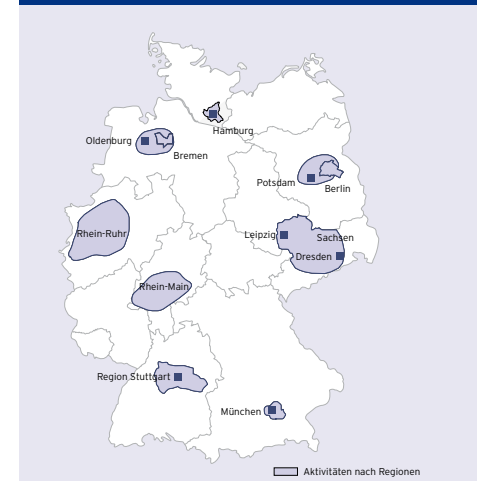 Hamburg
Oldenburg
Bremen
Potsdam
Berlin
Rhein-Ruhr
Leipzig
Sachsen
Dresden
Rhein-Main
Region Stuttgart
München
Aktivitäten nach Regionen